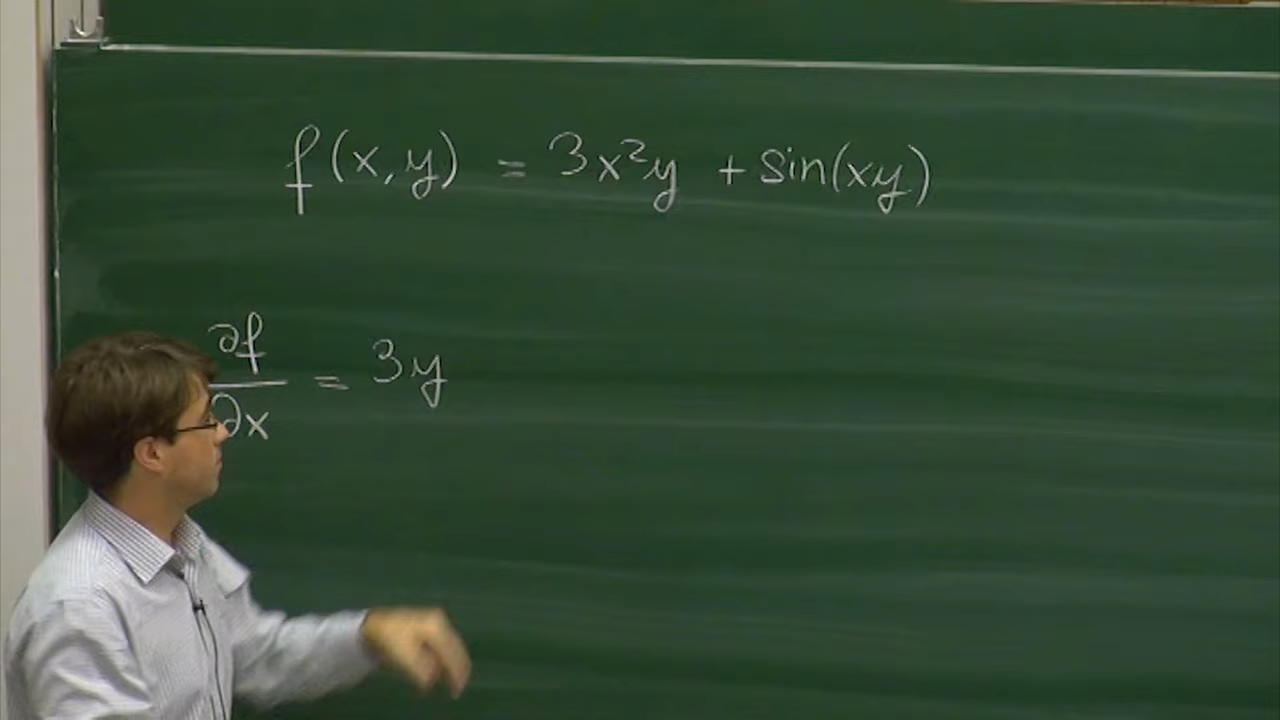 f(x,y) = 3x²y + sin(xy)
∂f/∂x = 3y